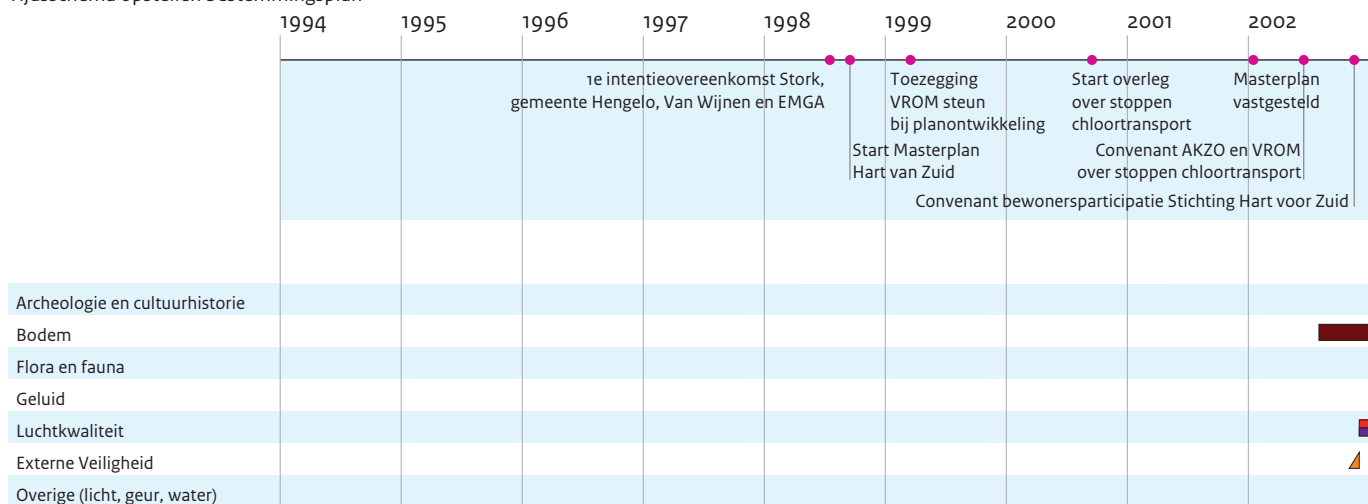 Tijdsschema opstellen bestemmingsplan
1994 1995 1996 1997 1998 1999 2000 2001 2002
1e intentieovereenkomst Stork,
gemeente Hengelo, Van Wijnen en EMGA
Toezegging
VROM steun
bij planontwikkeling
Start overleg
over stoppen
chloortransport
Masterplan
vastgesteld
Start Masterplan
Hart van Zuid
Convenant AKZO en VROM
over stoppen chloortransport
Convenant bewonersparticipatie Stichting Hart voor Zuid
Archeologie en cultuurhistorie
Bodem
Flora en fauna
Geluid
Luchtkwaliteit
Externe Veiligheid
Overige (licht, geur, water)